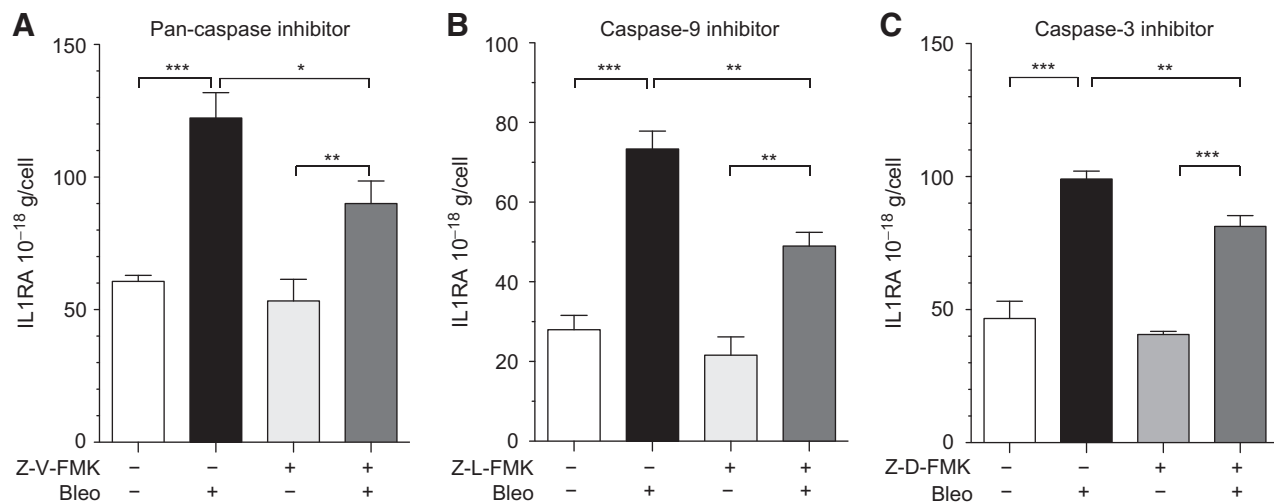 A Pan-caspase inhibitor
IL1RA 10⁻¹⁸ g/cell
150
100
50
0
*** *
**
Z-V-FMK – – + +
Bleo – + – +
B Caspase-9 inhibitor
IL1RA 10⁻¹⁸ g/cell
100
80
60
40
20
0
*** **
**
Z-L-FMK – – + +
Bleo – + – +
C Caspase-3 inhibitor
IL1RA 10⁻¹⁸ g/cell
150
100
50
0
*** **
***
Z-D-FMK – – + +
Bleo – + – +